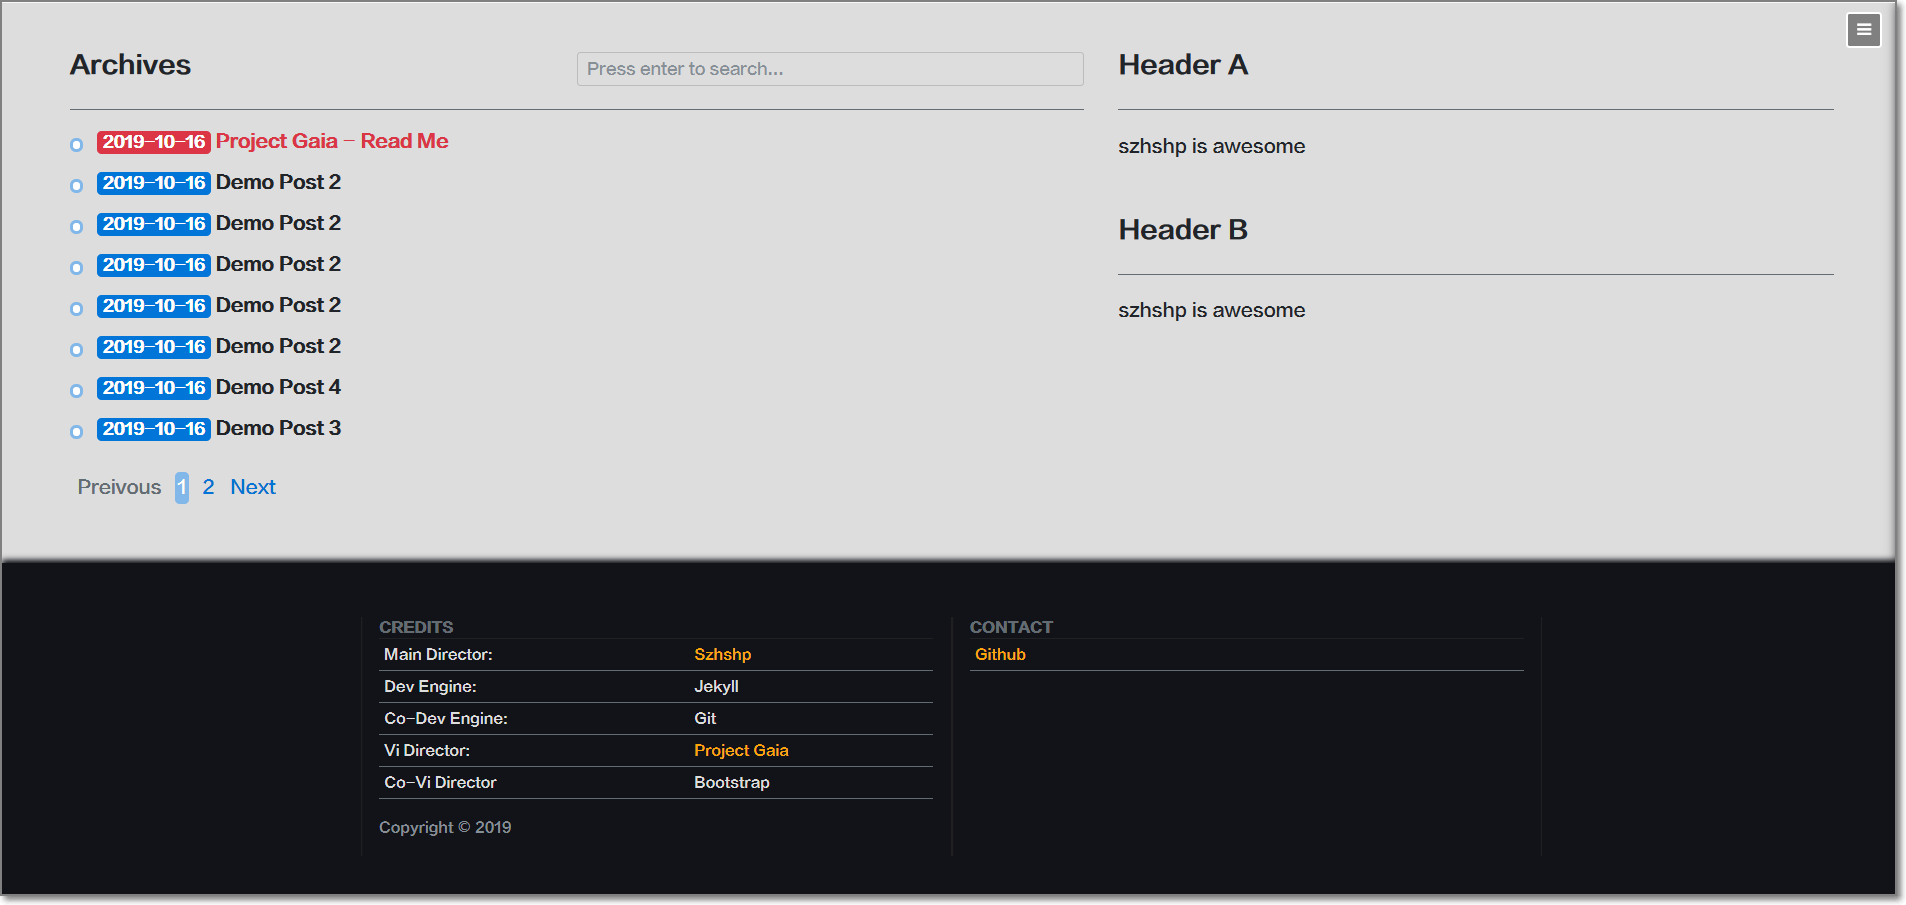 Archives
Press enter to search...
2019-10-16 Project Gaia - Read Me
2019-10-16 Demo Post 2
2019-10-16 Demo Post 2
2019-10-16 Demo Post 2
2019-10-16 Demo Post 2
2019-10-16 Demo Post 2
2019-10-16 Demo Post 4
2019-10-16 Demo Post 3
Preivous 1 2 Next
Header A
szhshp is awesome
Header B
szhshp is awesome
CREDITS
Main Director: Szhshp
Dev Engine: Jekyll
Co-Dev Engine: Git
Vi Director: Project Gaia
Co-Vi Director Bootstrap
Copyright © 2019
CONTACT
Github